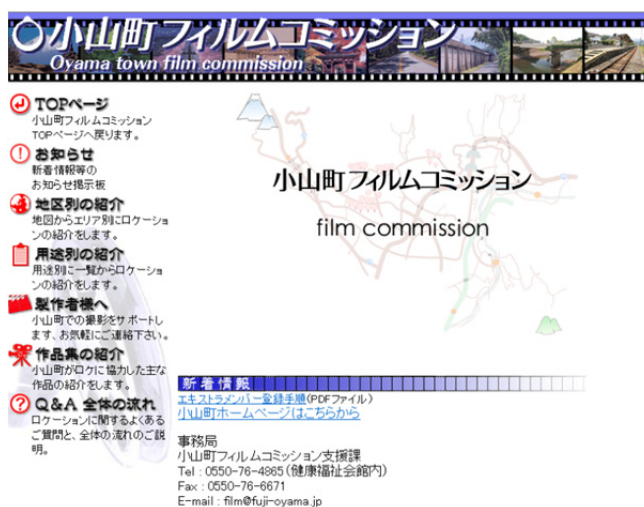 小山町フィルムコミッション
Oyama town film commission
TOPページ
小山町フィルムコミッション
TOPページへ戻ります。
お知らせ
新着情報等の
お知らせ掲示板
地区別の紹介
地図からエリア別にロケーショ
ンの紹介をします。
用途別の紹介
用途別に一覧からロケーショ
ンの紹介をします。
製作者様へ
小山町での撮影をサポートし
ます、お気軽にご連絡下さい。
作品集の紹介
小山町がロケに協力した主な
作品の紹介をします。
Q&A 全体の流れ
ロケーションに関するよくある
ご質問と、全体の流れのご説
明。
小山町フィルムコミッション
film commission
新着情報
エキストラメンバー登録手順(PDFファイル)
小山町ホームページはこちらから
事務局
小山町フィルムコミッション支援課
Tel : 0550-76-4865(健康福祉会館内)
Fax : 0550-76-6671
E-mail : film@fuji-oyama.jp